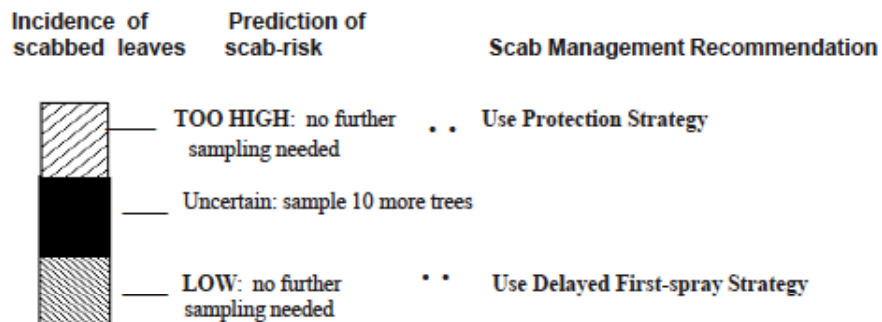 Incidence of scabbed leaves
Prediction of scab-risk
Scab Management Recommendation
TOO HIGH: no further
sampling needed
. . Use Protection Strategy
Uncertain: sample 10 more trees
LOW: no further
sampling needed
. . Use Delayed First-spray Strategy